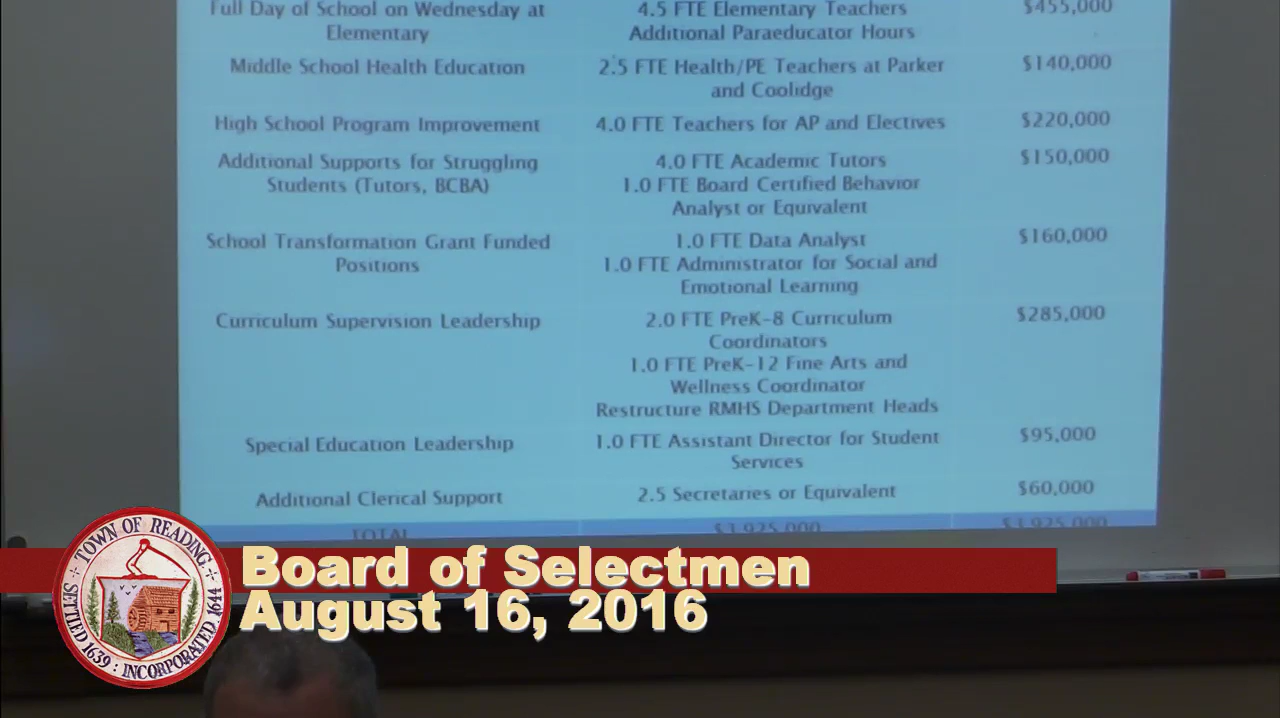 Full Day of School on Wednesday at
Elementary
4.5 FTE Elementary Teachers
Additional Paraeducator Hours
$455,000
Middle School Health Education
2.5 FTE Health/PE Teachers at Parker
and Coolidge
$140,000
High School Program Improvement
4.0 FTE Teachers for AP and Electives
$220,000
Additional Supports for Struggling
Students (Tutors, BCBA)
4.0 FTE Academic Tutors
1.0 FTE Board Certified Behavior
Analyst or Equivalent
$150,000
School Transformation Grant Funded
Positions
1.0 FTE Data Analyst
1.0 FTE Administrator for Social and
Emotional Learning
$160,000
Curriculum Supervision Leadership
2.0 FTE PreK-8 Curriculum
Coordinators
1.0 FTE PreK-12 Fine Arts and
Wellness Coordinator
Restructure RMHS Department Heads
$285,000
Special Education Leadership
1.0 FTE Assistant Director for Student
Services
$95,000
Additional Clerical Support
2.5 Secretaries or Equivalent
$60,000
TOTAL
TOWN OF READING
SETTLED 1639 : INCORPORATED 1644
Board of Selectmen
August 16, 2016